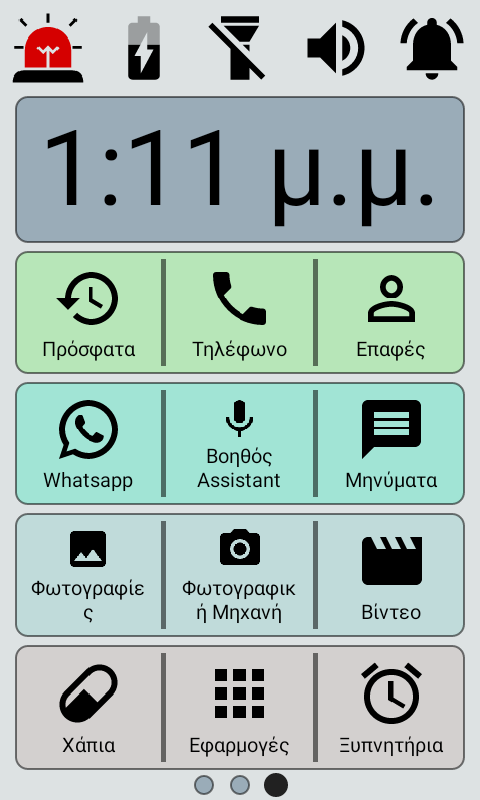 1:11 μ.μ.
Πρόσφατα
Τηλέφωνο
Επαφές
Whatsapp
Βοηθός
Assistant
Μηνύματα
Φωτογραφίε
ς
Φωτογραφικ
ή Μηχανή
Βίντεο
Χάπια
Εφαρμογές
Ξυπνητήρια